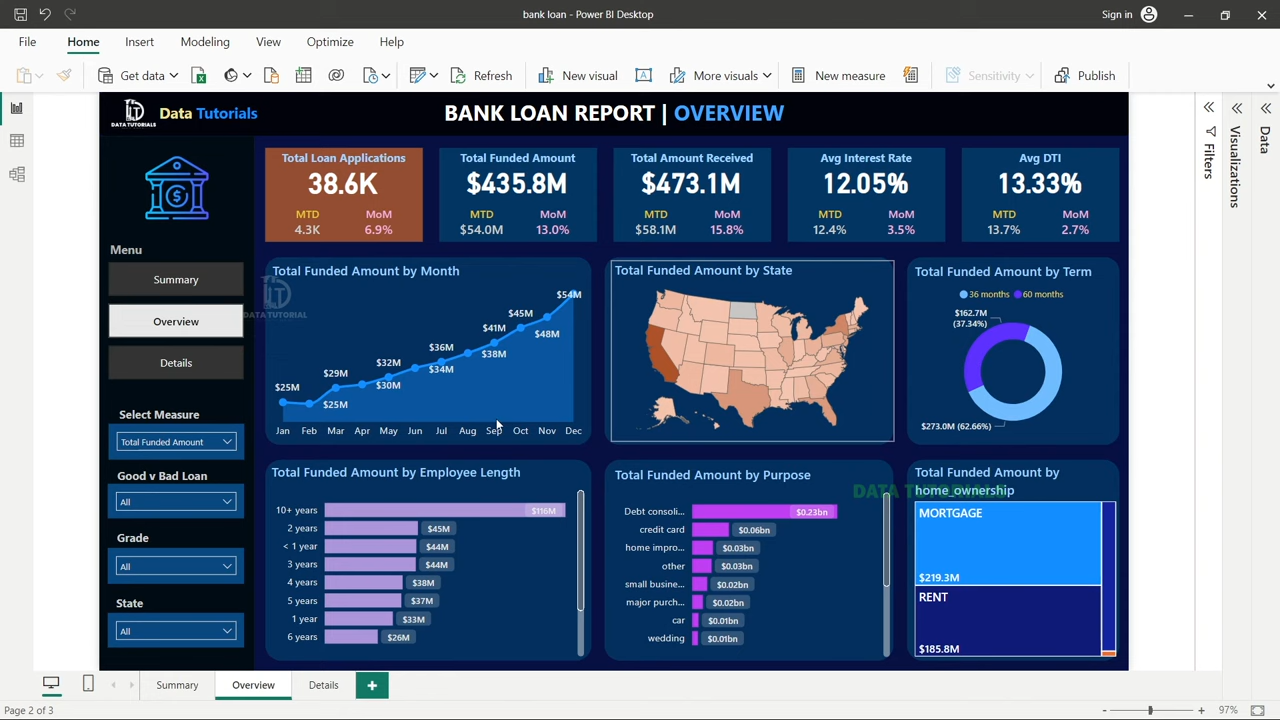 bank loan - Power BI Desktop
Sign in
File
Home
Insert
Modeling
View
Optimize
Help
Get data
Refresh
New visual
More visuals
New measure
Sensitivity
Publish
DATA TUTORIALS
Data Tutorials
BANK LOAN REPORT | OVERVIEW
Filters
Visualizations
Data
Total Loan Applications
38.6K
MTD
MoM
4.3K
6.9%
Total Funded Amount
$435.8M
MTD
MoM
$54.0M
13.0%
Total Amount Received
$473.1M
MTD
MoM
$58.1M
15.8%
Avg Interest Rate
12.05%
MTD
MoM
12.4%
3.5%
Avg DTI
13.33%
MTD
MoM
13.7%
2.7%
Menu
Summary
Overview
Details
Select Measure
Total Funded Amount
Good v Bad Loan
All
Grade
All
State
All
DATA TUTORIALS
Total Funded Amount by Month
$25M
$25M
$29M
$32M
$30M
$36M
$34M
$41M
$38M
$45M
$48M
$54M
Jan Feb Mar Apr May Jun Jul Aug Sep Oct Nov Dec
Total Funded Amount by State
Total Funded Amount by Term
36 months
60 months
$162.7M
(37.34%)
$273.0M (62.66%)
Total Funded Amount by Employee Length
10+ years $116M
2 years $45M
< 1 year $44M
3 years $44M
4 years $38M
5 years $37M
1 year $33M
6 years $26M
Total Funded Amount by Purpose
Debt consoli... $0.23bn
credit card $0.06bn
home impro... $0.03bn
other $0.03bn
small busine... $0.02bn
major purch... $0.02bn
car $0.01bn
wedding $0.01bn
DATA TUTORIALS
Total Funded Amount by
home_ownership
MORTGAGE
$219.3M
RENT
$185.8M
Summary
Overview
Details
Page 2 of 3
97%